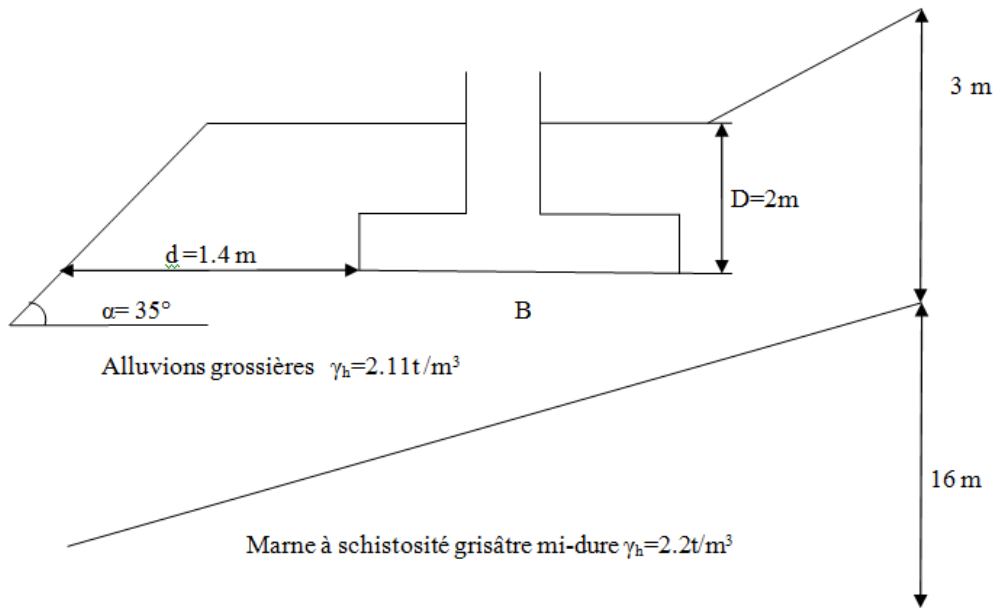 3 m
D=2m
d =1.4 m
α= 35°
B
Alluvions grossières γh=2.11t/m³
16 m
Marne à schistosité grisâtre mi-dure γh=2.2t/m³